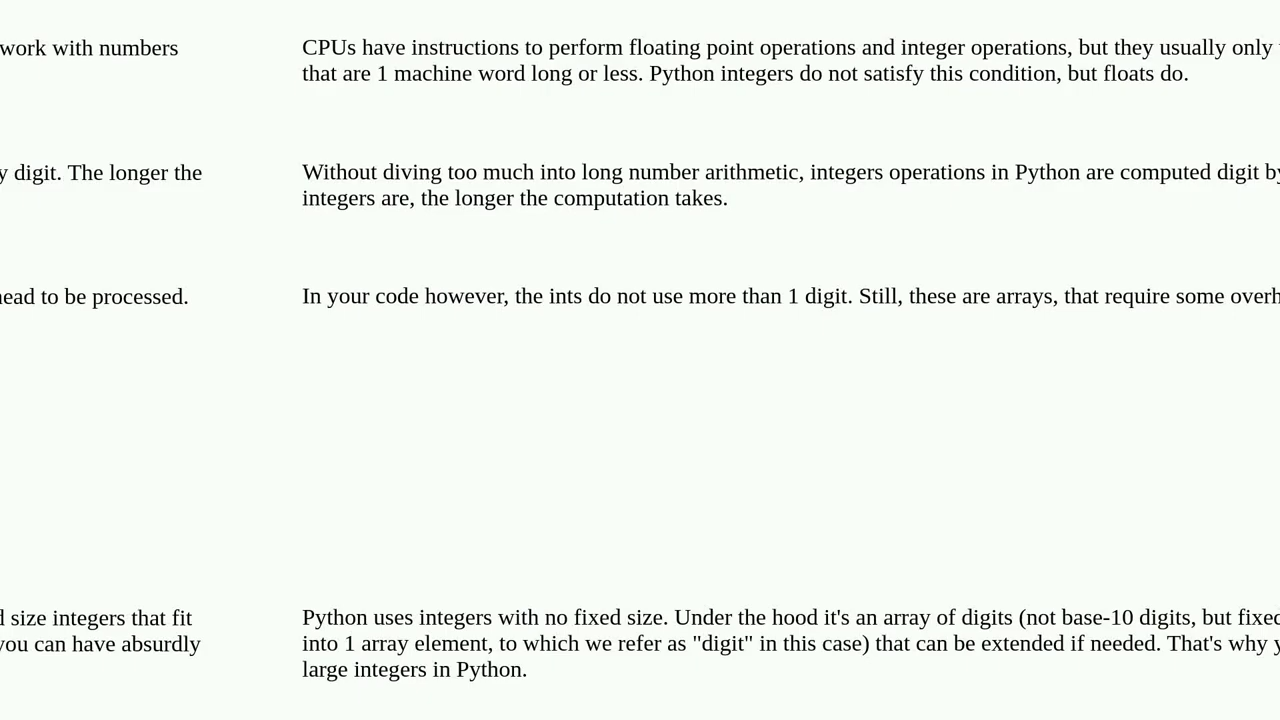 work with numbers
y digit. The longer the
ead to be processed.
d size integers that fit
you can have absurdly
CPUs have instructions to perform floating point operations and integer operations, but they usually only
that are 1 machine word long or less. Python integers do not satisfy this condition, but floats do.
Without diving too much into long number arithmetic, integers operations in Python are computed digit by
integers are, the longer the computation takes.
In your code however, the ints do not use more than 1 digit. Still, these are arrays, that require some overh
Python uses integers with no fixed size. Under the hood it's an array of digits (not base-10 digits, but fixed
into 1 array element, to which we refer as "digit" in this case) that can be extended if needed. That's why y
large integers in Python.